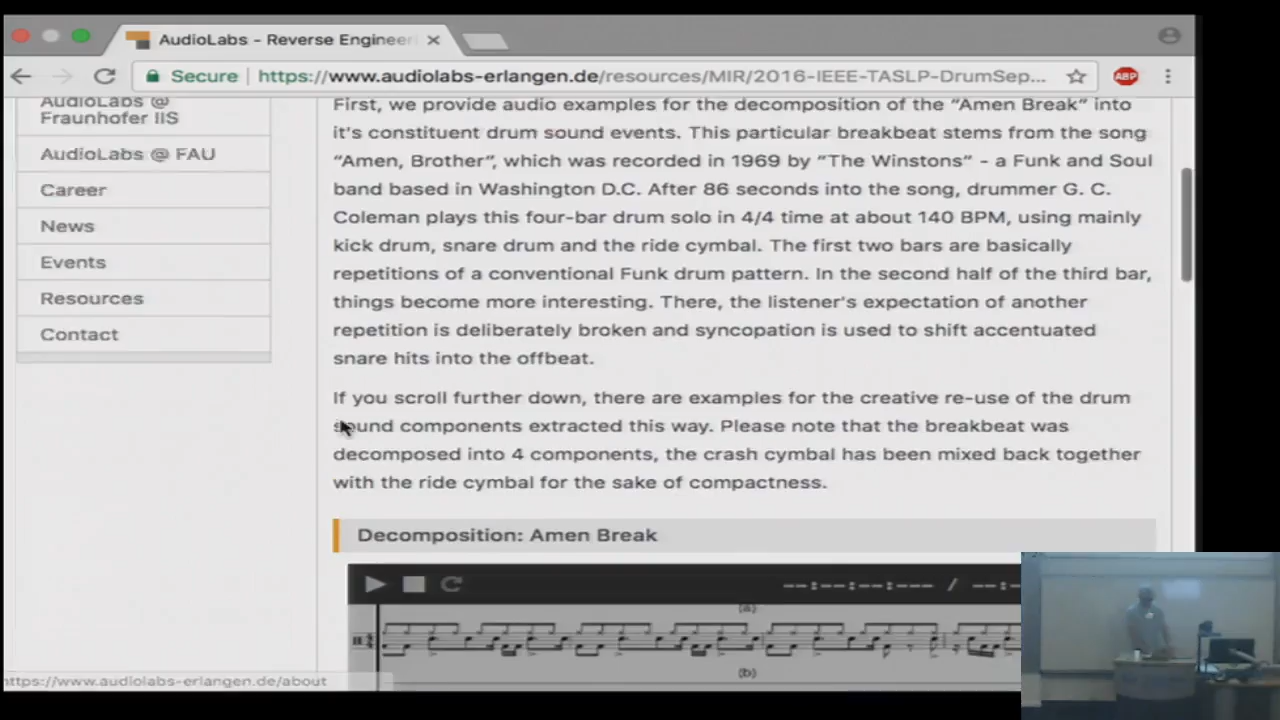 AudioLabs - Reverse Engineeri
Secure
https://www.audiolabs-erlangen.de/resources/MIR/2016-IEEE-TASLP-DrumSep...
ABP
AudioLabs @
Fraunhofer IIS
AudioLabs @ FAU
Career
News
Events
Resources
Contact
First, we provide audio examples for the decomposition of the “Amen Break” into
it's constituent drum sound events. This particular breakbeat stems from the song
“Amen, Brother”, which was recorded in 1969 by “The Winstons” - a Funk and Soul
band based in Washington D.C. After 86 seconds into the song, drummer G. C.
Coleman plays this four-bar drum solo in 4/4 time at about 140 BPM, using mainly
kick drum, snare drum and the ride cymbal. The first two bars are basically
repetitions of a conventional Funk drum pattern. In the second half of the third bar,
things become more interesting. There, the listener's expectation of another
repetition is deliberately broken and syncopation is used to shift accentuated
snare hits into the offbeat.
If you scroll further down, there are examples for the creative re-use of the drum
sound components extracted this way. Please note that the breakbeat was
decomposed into 4 components, the crash cymbal has been mixed back together
with the ride cymbal for the sake of compactness.
Decomposition: Amen Break
--:--:--:--- / --:
(a)
(b)
https://www.audiolabs-erlangen.de/about